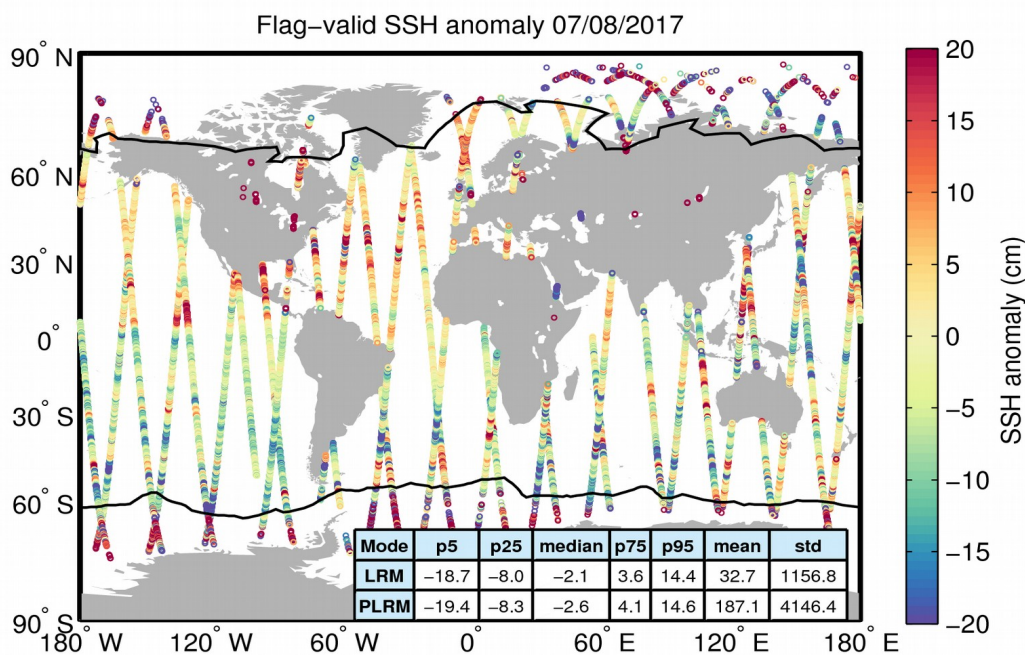 Flag−valid SSH anomaly 07/08/2017
90° N
60° N
30° N
0°
30° S
60° S
90° S
180° W
120° W
60° W
0°
60° E
120° E
180° E
Mode p5 p25 median p75 p95 mean std
LRM −18.7 −8.0 −2.1 3.6 14.4 32.7 1156.8
PLRM −19.4 −8.3 −2.6 4.1 14.6 187.1 4146.4
20
15
10
5
0
−5
−10
−15
−20
SSH anomaly (cm)